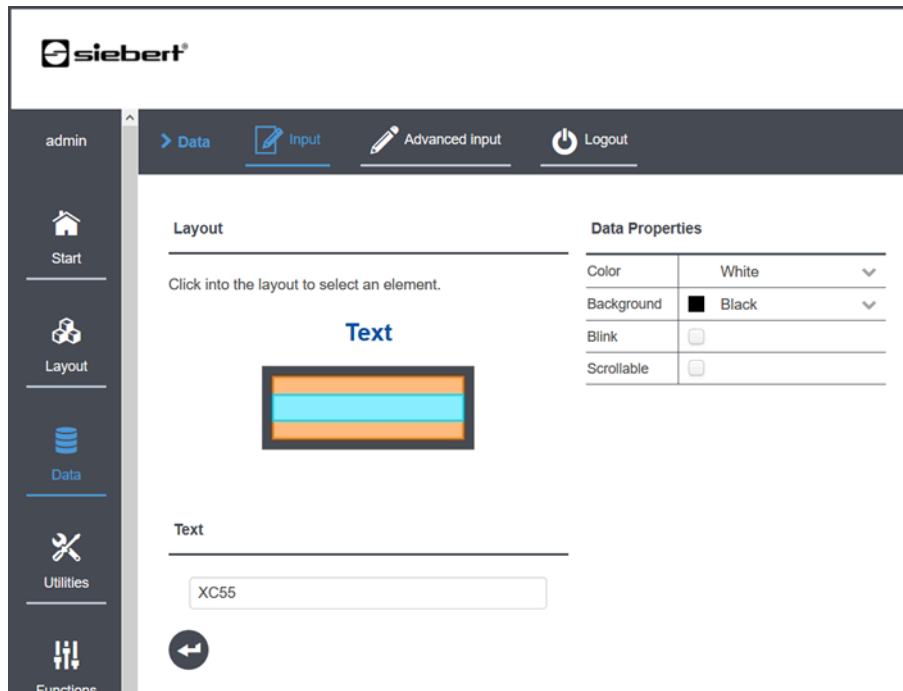 siebert®
admin
Data
Input
Advanced input
Logout
Start
Layout
Data
Utilities
Functions
Layout
Click into the layout to select an element.
Text
Text
XC55
Data Properties
Color White
Background Black
Blink
Scrollable